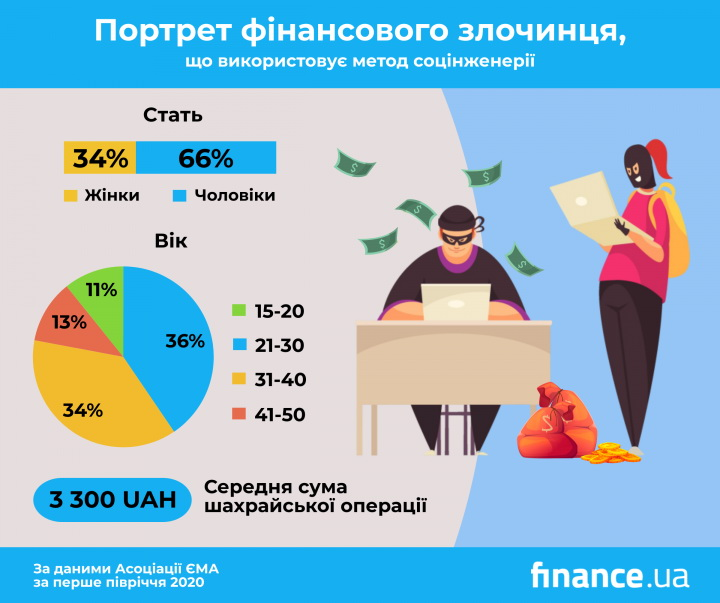 Портрет фінансового злочинця,
що використовує метод соцінженерії
Стать
34% 66%
Жінки Чоловіки
Вік
11%
13%
36%
34%
15-20
21-30
31-40
41-50
3 300 UAH
Середня сума
шахрайської операції
За даними Асоціації ЄМА
за перше півріччя 2020
finance.ua